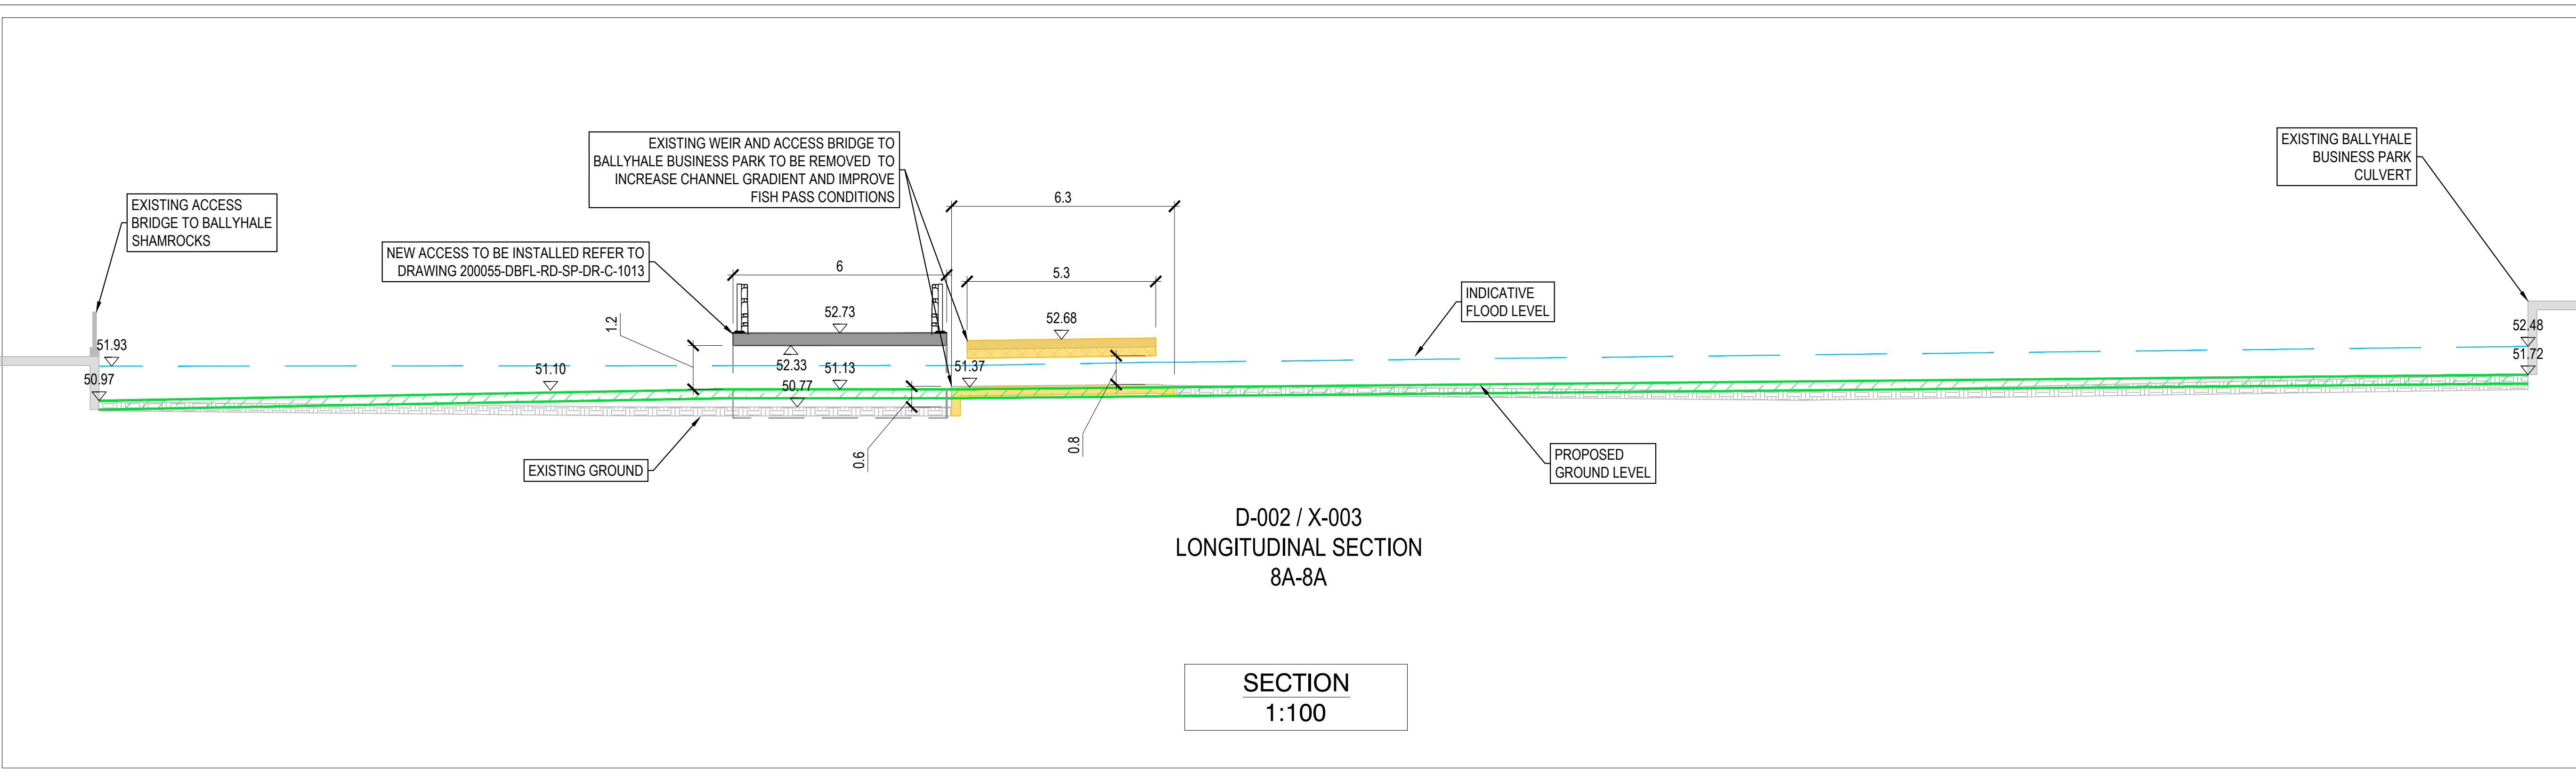 EXISTING ACCESS
BRIDGE TO BALLYHALE
SHAMROCKS
EXISTING WEIR AND ACCESS BRIDGE TO
BALLYHALE BUSINESS PARK TO BE REMOVED TO
INCREASE CHANNEL GRADIENT AND IMPROVE
FISH PASS CONDITIONS
NEW ACCESS TO BE INSTALLED REFER TO
DRAWING 200055-DBFL-RD-SP-DR-C-1013
EXISTING BALLYHALE
BUSINESS PARK
CULVERT
6.3
6
5.3
INDICATIVE
FLOOD LEVEL
1.2
52.73
52.68
52.48
51.93
51.72
50.97
51.10
52.33
51.13
50.77
51.37
0.6
0.8
EXISTING GROUND
PROPOSED
GROUND LEVEL
D-002 / X-003
LONGITUDINAL SECTION
8A-8A
SECTION
1:100